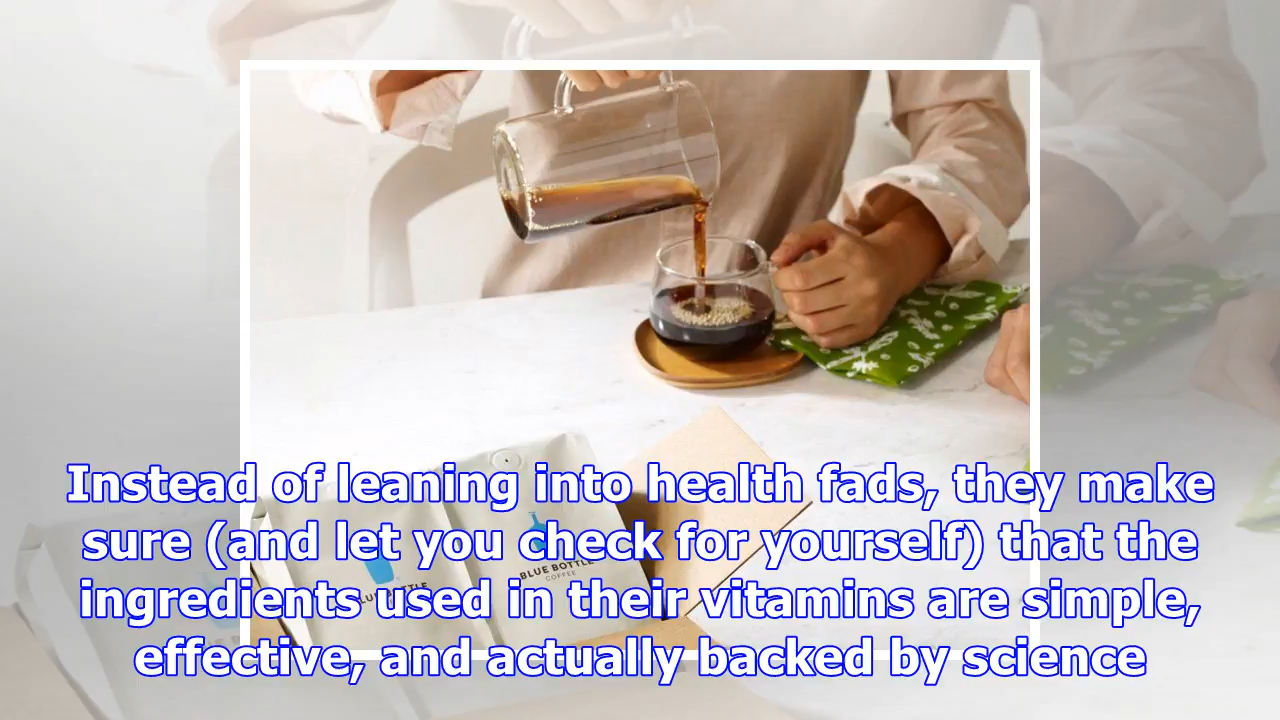 Instead of leaning into health fads, they make
sure (and let you check for yourself) that the
ingredients used in their vitamins are simple,
effective, and actually backed by science
BLUE BOTTLE
COFFEE